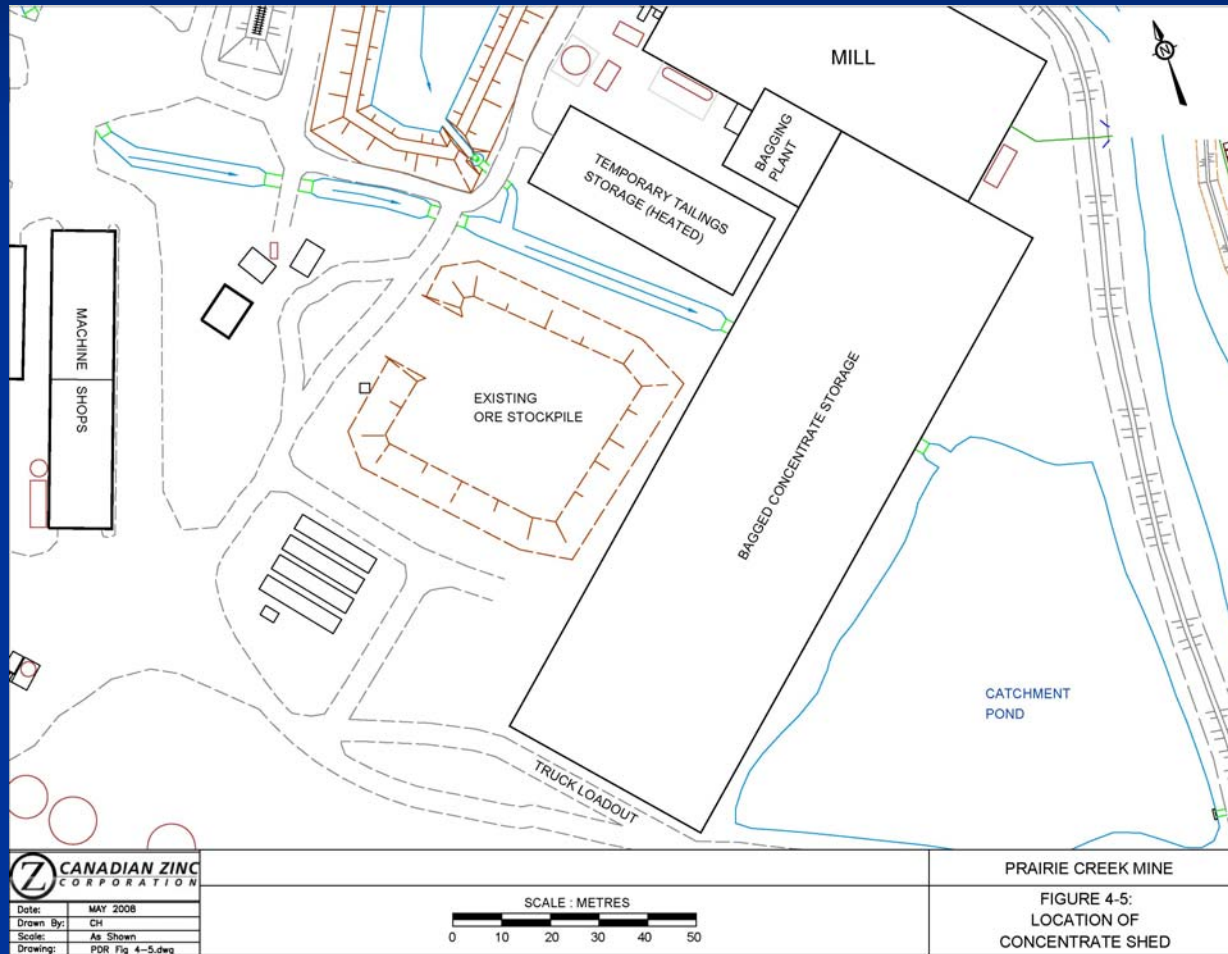 MILL
N
BAGGING
PLANT
TEMPORARY TAILINGS
STORAGE (HEATED)
MACHINE SHOPS
EXISTING
ORE STOCKPILE
BAGGED CONCENTRATE STORAGE
CATCHMENT
POND
TRUCK LOADOUT
Z CANADIAN ZINC
CORPORATION
Date: MAY 2008
Drawn By: CH
Scale: As Shown
Drawing: PDR Fig 4-5.dwg
SCALE : METRES
0 10 20 30 40 50
PRAIRIE CREEK MINE
FIGURE 4-5:
LOCATION OF
CONCENTRATE SHED